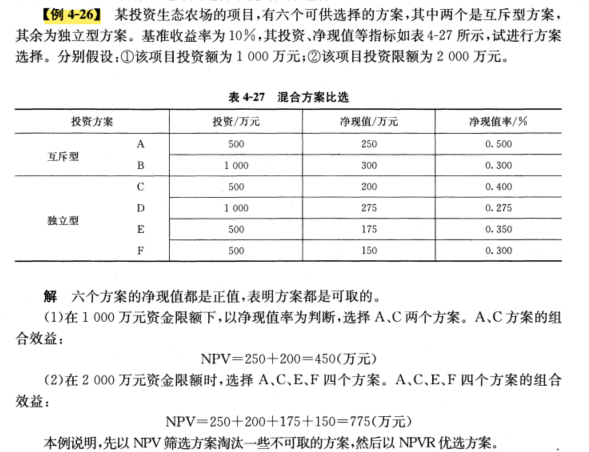 【例 4-26】 某投资生态农场的项目,有六个可供选择的方案,其中两个是互斥型方案,
其余为独立型方案。基准收益率为 10%,其投资、净现值等指标如表 4-27 所示,试进行方案
选择。分别假设:①该项目投资额为 1 000 万元;②该项目投资限额为 2 000 万元。
表 4-27 混合方案比选
投资方案 投资/万元 净现值/万元 净现值率/%
互斥型 A 500 250 0.500
B 1 000 300 0.300
独立型 C 500 200 0.400
D 1 000 275 0.275
E 500 175 0.350
F 500 150 0.300
解 六个方案的净现值都是正值,表明方案都是可取的。
(1)在 1 000 万元资金限额下,以净现值率为判断,选择 A、C 两个方案。A、C 方案的组
合效益:
NPV=250+200=450(万元)
(2)在 2 000 万元资金限额时,选择 A、C、E、F 四个方案。A、C、E、F 四个方案的组合
效益:
NPV=250+200+175+150=775(万元)
本例说明,先以 NPV 筛选方案淘汰一些不可取的方案,然后以 NPVR 优选方案。